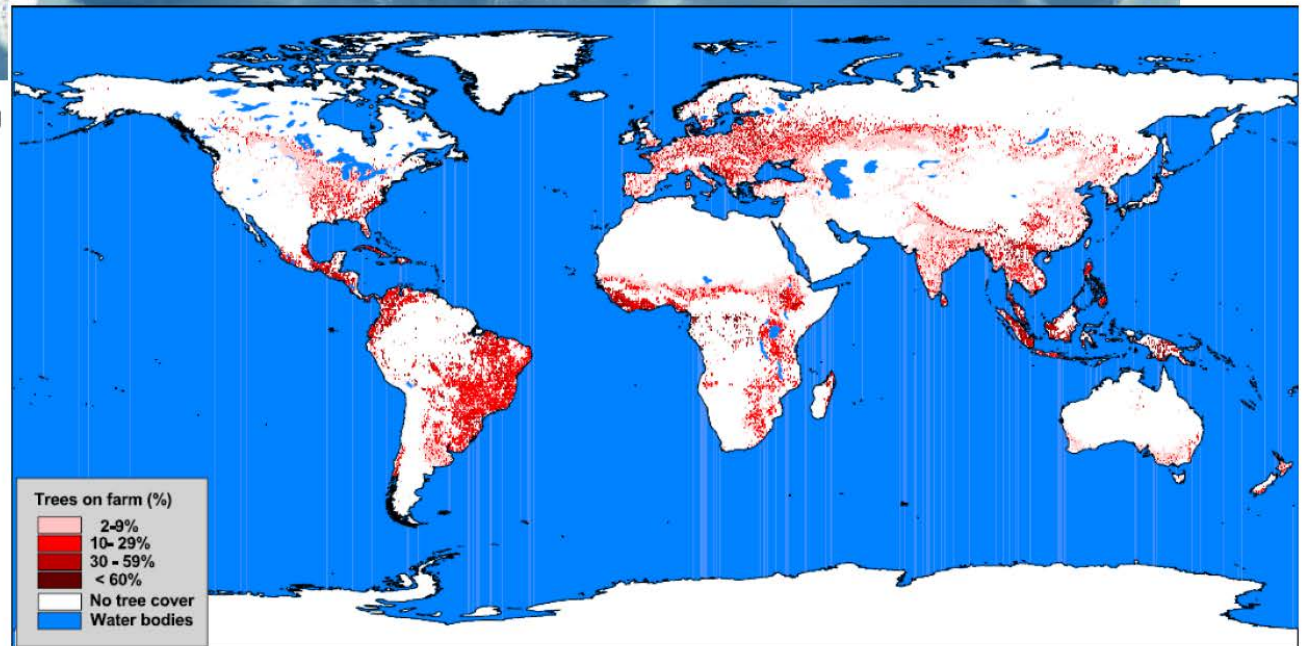 Trees on farm (%)
2-9%
10- 29%
30 - 59%
< 60%
No tree cover
Water bodies